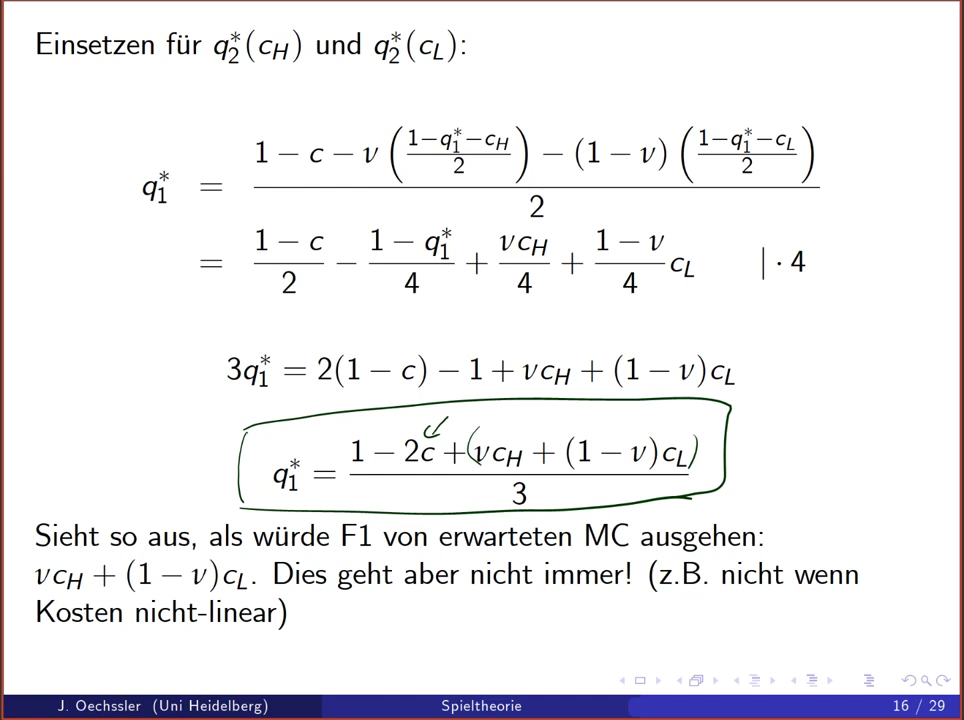 Einsetzen für q₂*(c_H) und q₂*(c_L):
q₁* = (1 − c − ν((1−q₁*−c_H)/2) − (1 − ν)((1−q₁*−c_L)/2)) / 2
= (1 − c)/2 − (1 − q₁*)/4 + νc_H/4 + (1 − ν)/4 c_L | · 4
3q₁* = 2(1 − c) − 1 + νc_H + (1 − ν)c_L
q₁* = (1 − 2c + (νc_H + (1 − ν)c_L)) / 3
Sieht so aus, als würde F1 von erwarteten MC ausgehen:
νc_H + (1 − ν)c_L. Dies geht aber nicht immer! (z.B. nicht wenn
Kosten nicht-linear)
J. Oechssler (Uni Heidelberg) Spieltheorie 16 / 29